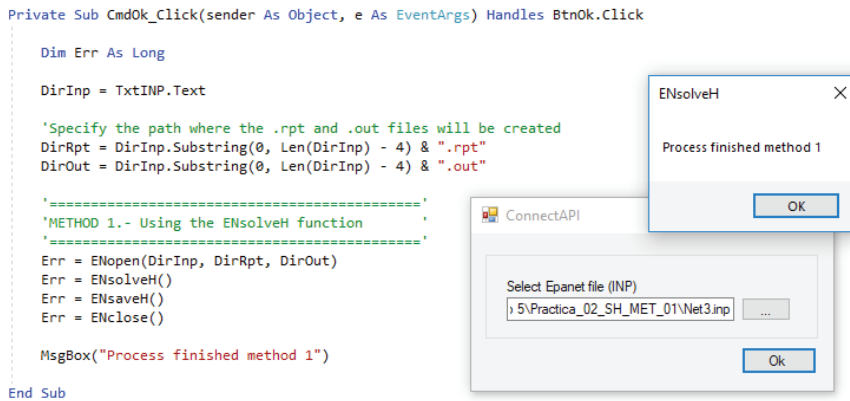 Private Sub CmdOk_Click(sender As Object, e As EventArgs) Handles BtnOk.Click
Dim Err As Long
DirInp = TxtINP.Text
'Specify the path where the .rpt and .out files will be created
DirRpt = DirInp.Substring(0, Len(DirInp) - 4) & ".rpt"
DirOut = DirInp.Substring(0, Len(DirInp) - 4) & ".out"
'============================================='
'METHOD 1.- Using the ENsolveH function '
'============================================='
Err = ENopen(DirInp, DirRpt, DirOut)
Err = ENsolveH()
Err = ENsaveH()
Err = ENclose()
MsgBox("Process finished method 1")
End Sub
ENsolveH
Process finished method 1
OK
ConnectAPI
Select Epanet file (INP)
5\Practica_02_SH_MET_01\Net3.inp
...
Ok